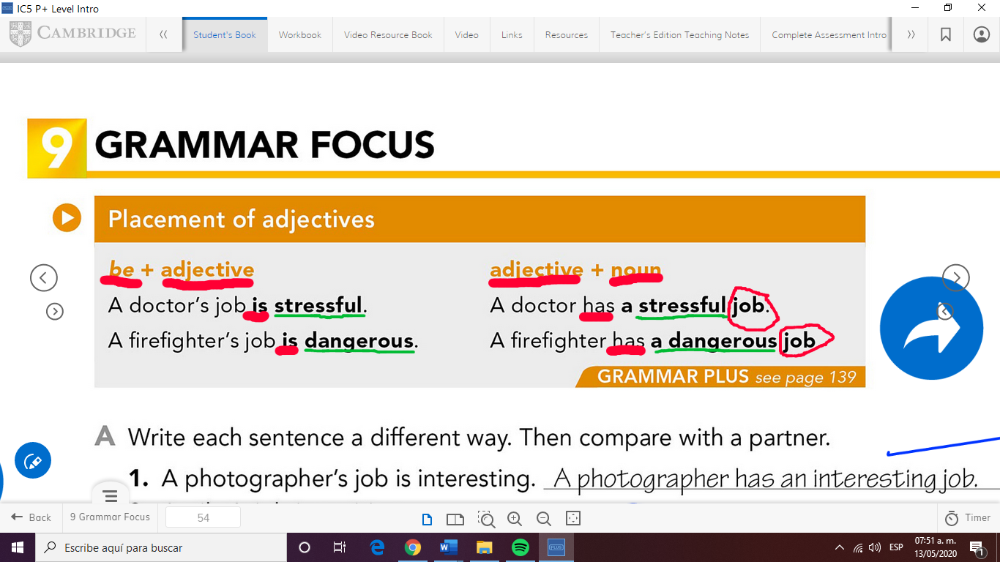 IC5 P+ Level Intro
CAMBRIDGE
Student's Book
Workbook
Video Resource Book
Video
Links
Resources
Teacher's Edition Teaching Notes
Complete Assessment Intro
9 GRAMMAR FOCUS
Placement of adjectives
be + adjective
adjective + noun
A doctor's job is stressful.
A doctor has a stressful job.
A firefighter's job is dangerous.
A firefighter has a dangerous job
GRAMMAR PLUS see page 139
A Write each sentence a different way. Then compare with a partner.
1. A photographer's job is interesting. A photographer has an interesting job.
Back
9 Grammar Focus
54
Timer
Escribe aquí para buscar
PLUS
ESP
07:51 a. m.
13/05/2020
1